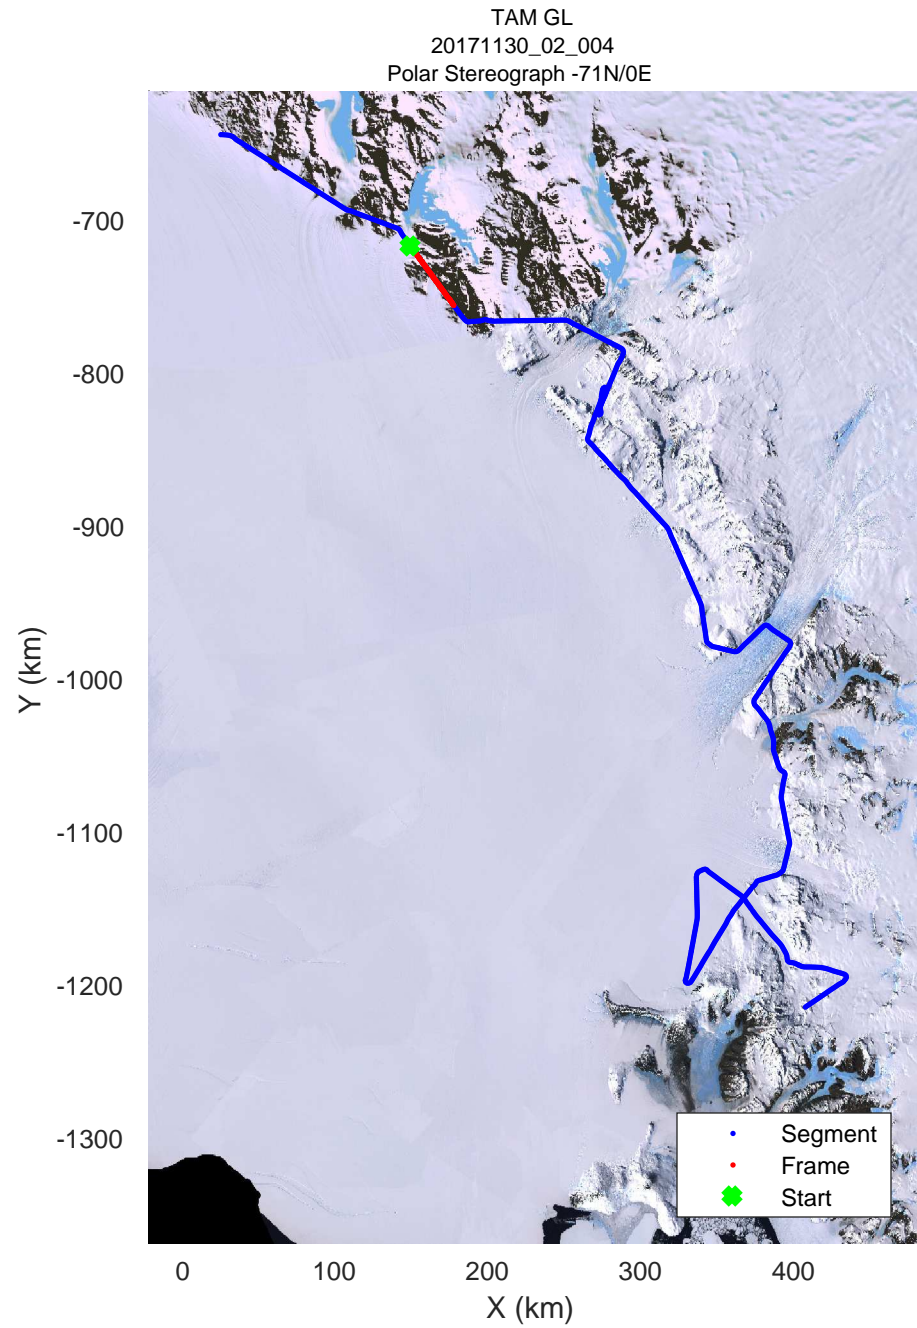 TAM GL
20171130_02_004
Polar Stereograph -71N/0E
-700
-800
-900
-1000
-1100
-1200
-1300
Y (km)
0 100 200 300 400
X (km)
Segment
Frame
Start